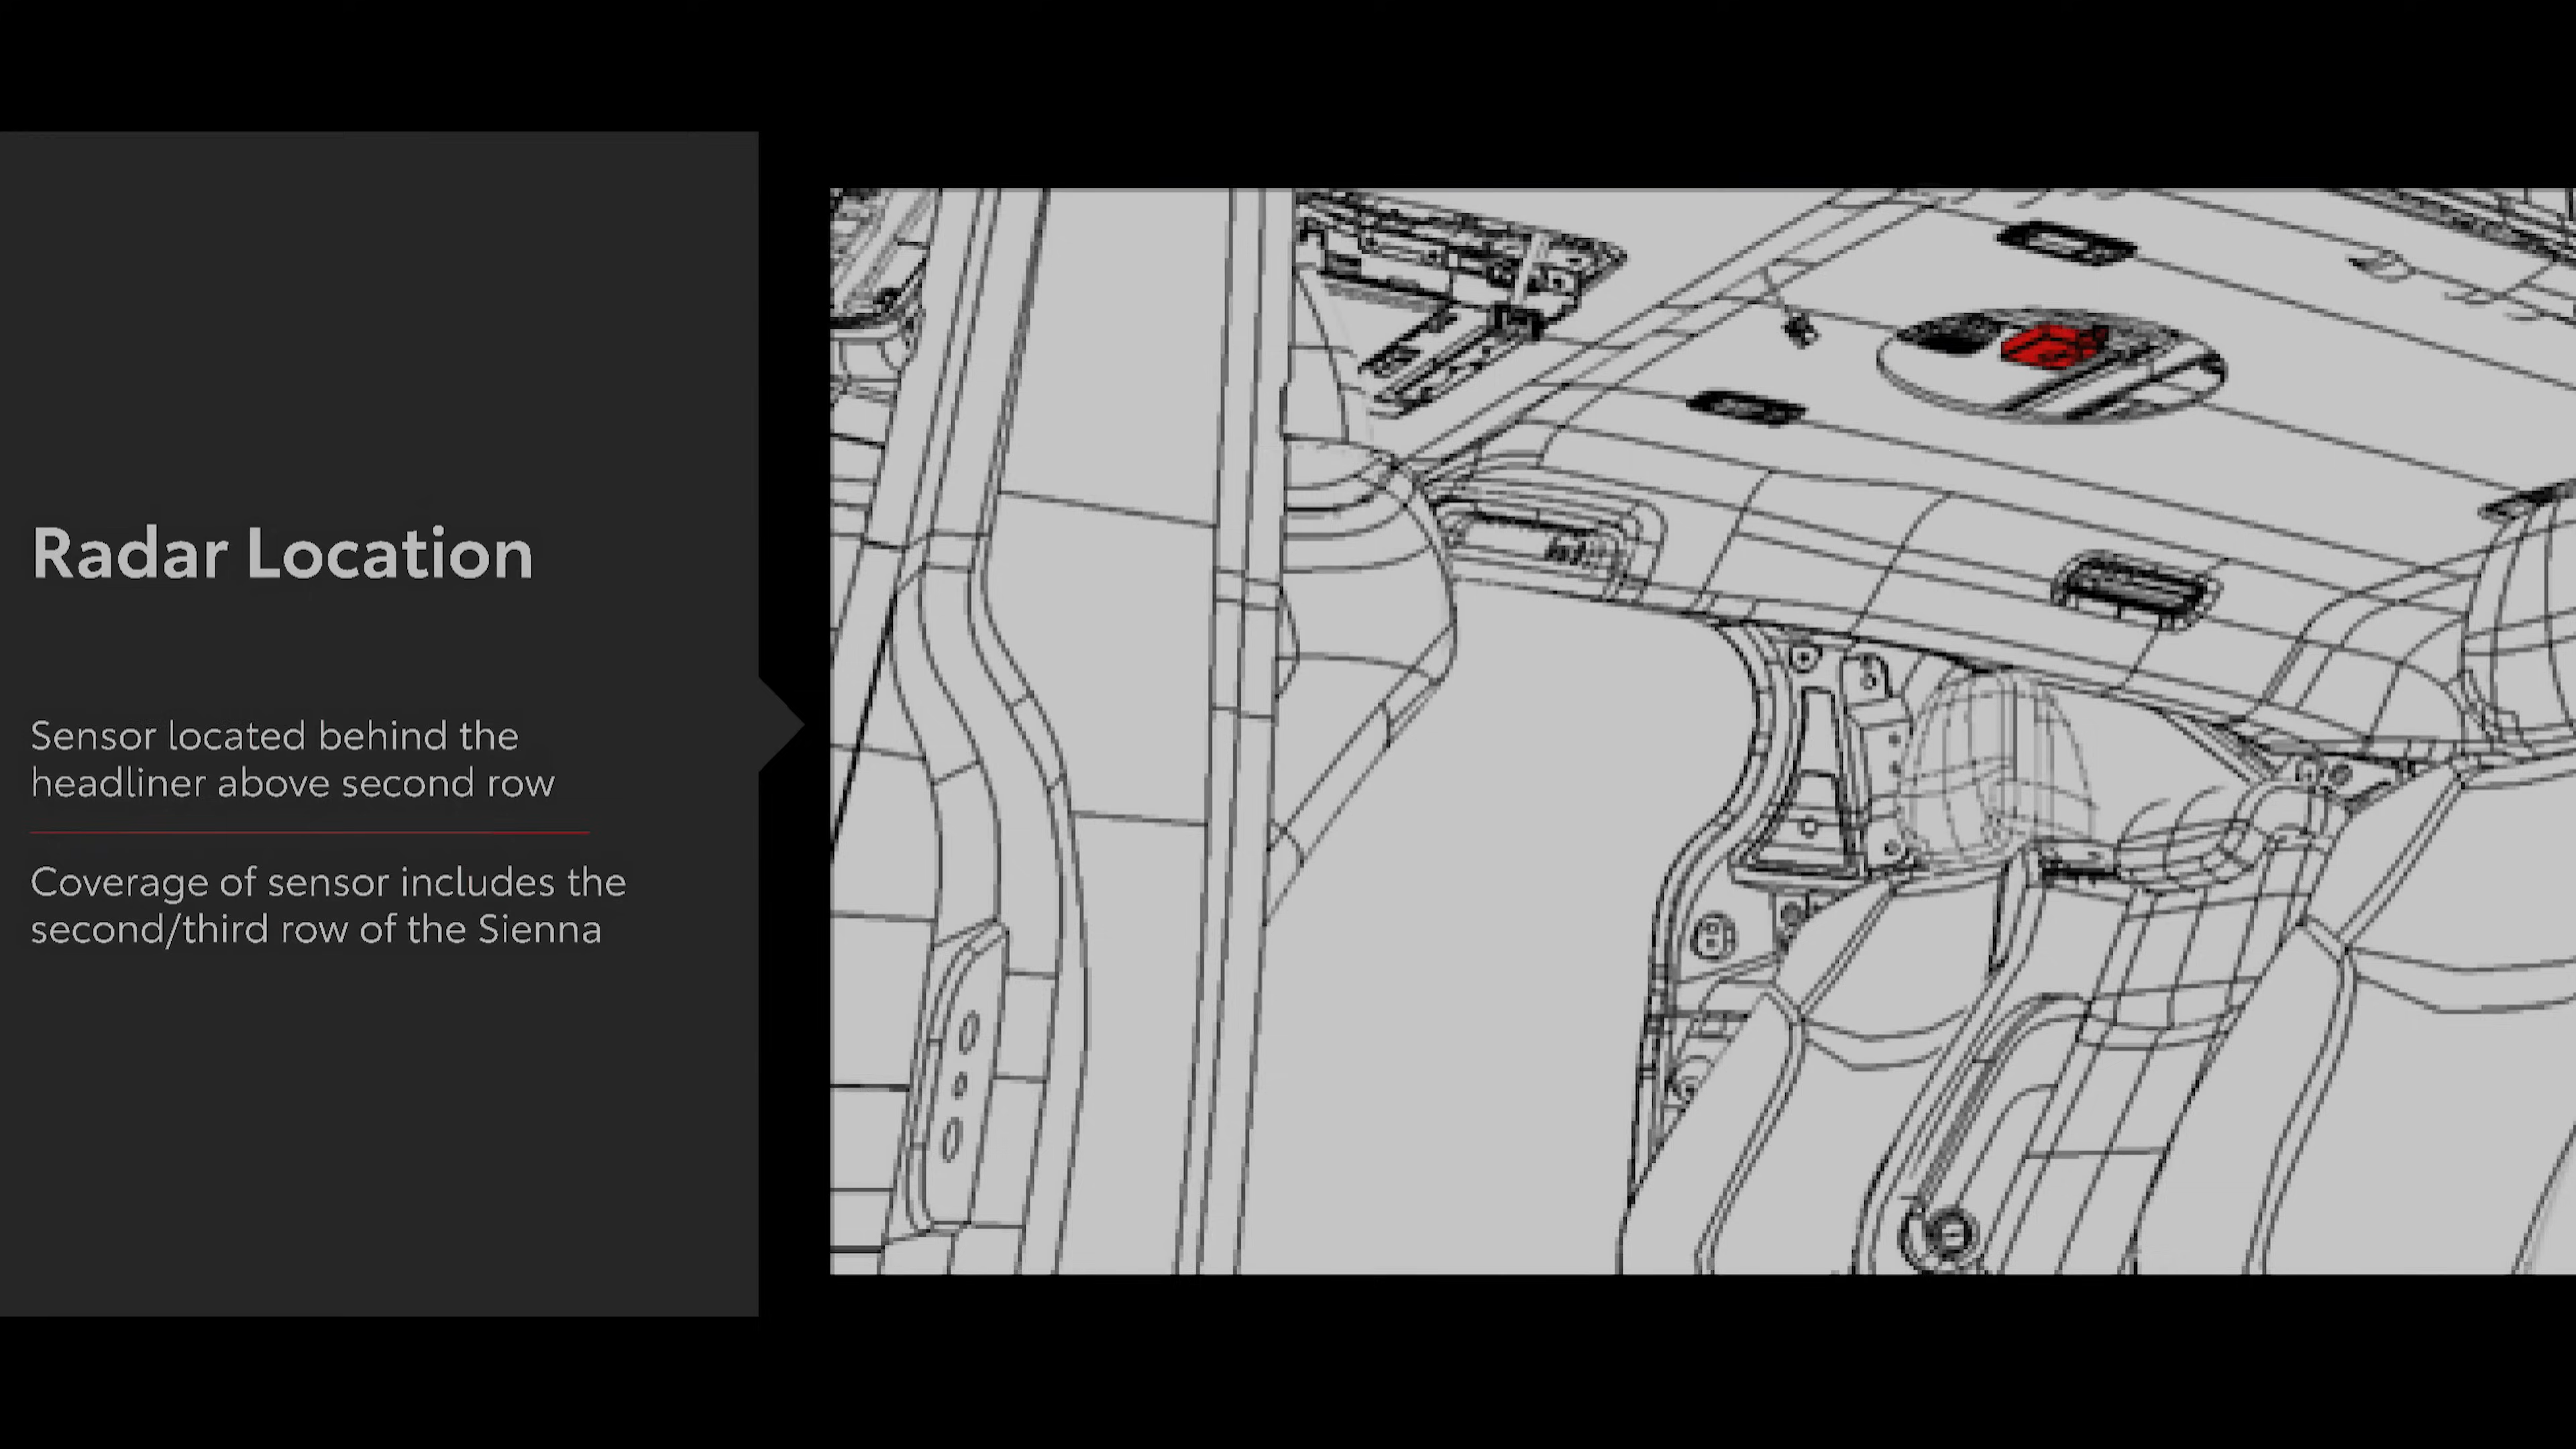 Radar Location
Sensor located behind the
headliner above second row
Coverage of sensor includes the
second/third row of the Sienna